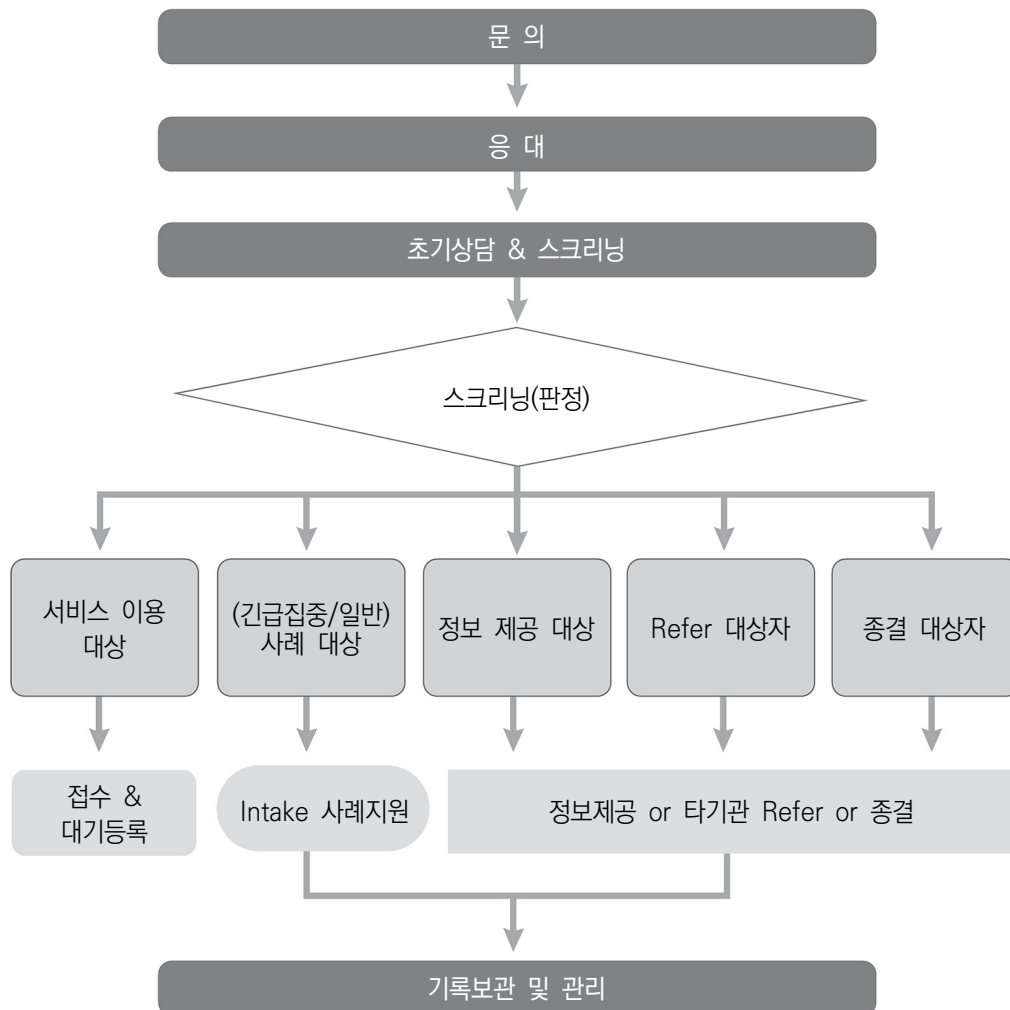 문 의
응 대
초기상담 & 스크리닝
스크리닝(판정)
서비스 이용
대상
(긴급집중/일반)
사례 대상
정보 제공 대상
Refer 대상자
종결 대상자
접수 &
대기등록
Intake 사례지원
정보제공 or 타기관 Refer or 종결
기록보관 및 관리